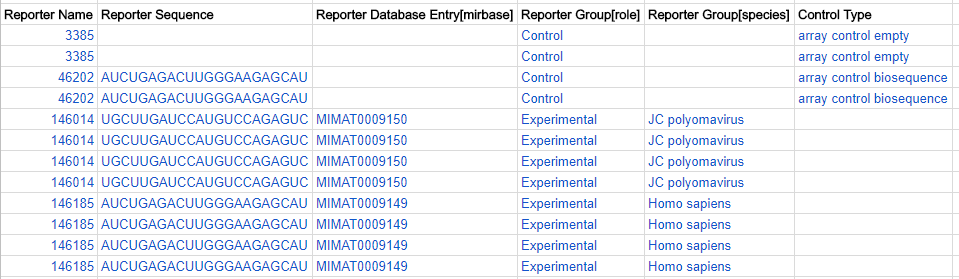 Reporter Name Reporter Sequence Reporter Database Entry[mirbase] Reporter Group[role] Reporter Group[species] Control Type
3385 Control array control empty
3385 Control array control empty
46202 AUCUGAGACUUGGGAAGAGCAU Control array control biosequence
46202 AUCUGAGACUUGGGAAGAGCAU Control array control biosequence
146014 UGCUUGAUCCAUGUCCAGAGUC MIMAT0009150 Experimental JC polyomavirus
146014 UGCUUGAUCCAUGUCCAGAGUC MIMAT0009150 Experimental JC polyomavirus
146014 UGCUUGAUCCAUGUCCAGAGUC MIMAT0009150 Experimental JC polyomavirus
146014 UGCUUGAUCCAUGUCCAGAGUC MIMAT0009150 Experimental JC polyomavirus
146185 AUCUGAGACUUGGGAAGAGCAU MIMAT0009149 Experimental Homo sapiens
146185 AUCUGAGACUUGGGAAGAGCAU MIMAT0009149 Experimental Homo sapiens
146185 AUCUGAGACUUGGGAAGAGCAU MIMAT0009149 Experimental Homo sapiens
146185 AUCUGAGACUUGGGAAGAGCAU MIMAT0009149 Experimental Homo sapiens